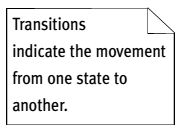 Transitions
indicate the movement
from one state to
another.